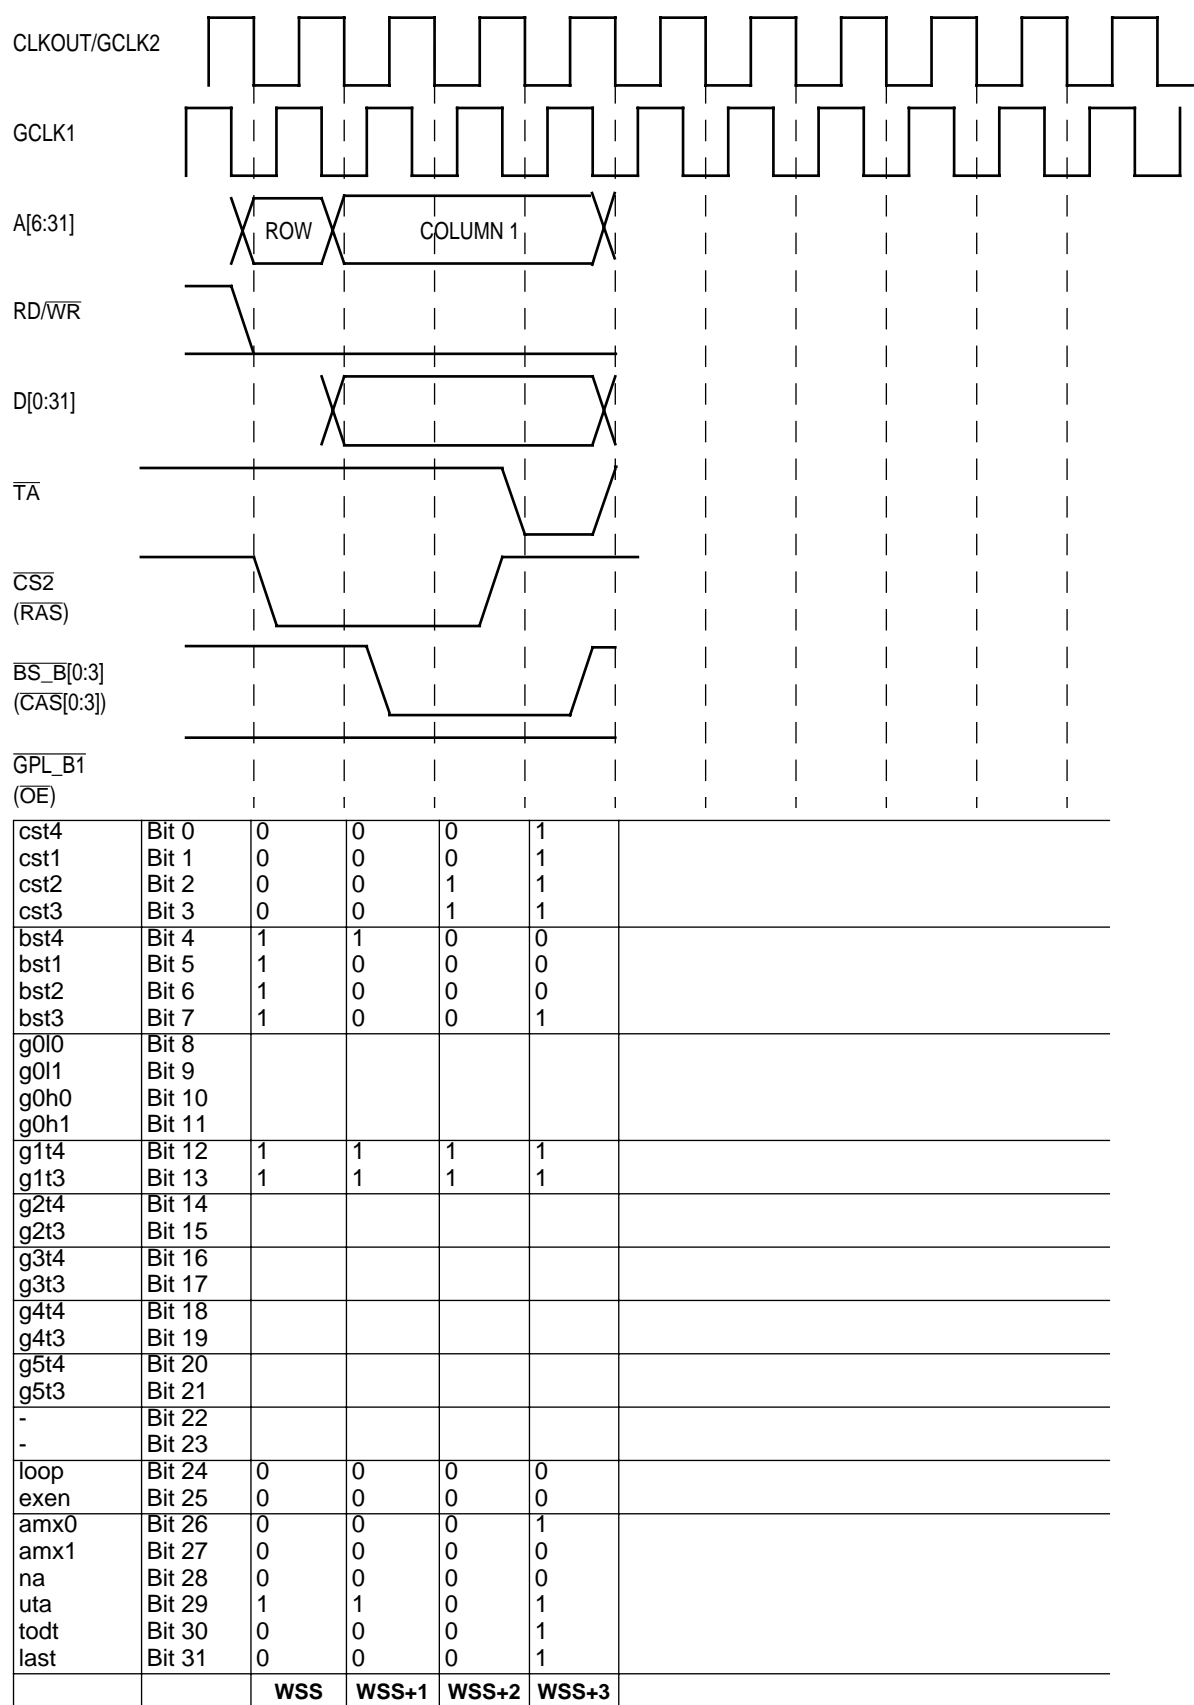 CLKOUT/GCLK2
GCLK1
A[6:31]
ROW
COLUMN 1
RD/WR
D[0:31]
TA
CS2
(RAS)
BS_B[0:3]
(CAS[0:3])
GPL_B1
(OE)
cst4 Bit 0 0 0 0 1
cst1 Bit 1 0 0 0 1
cst2 Bit 2 0 0 1 1
cst3 Bit 3 0 0 1 1
bst4 Bit 4 1 1 0 0
bst1 Bit 5 1 0 0 0
bst2 Bit 6 1 0 0 0
bst3 Bit 7 1 0 0 1
g0l0 Bit 8
g0l1 Bit 9
g0h0 Bit 10
g0h1 Bit 11
g1t4 Bit 12 1 1 1 1
g1t3 Bit 13 1 1 1 1
g2t4 Bit 14
g2t3 Bit 15
g3t4 Bit 16
g3t3 Bit 17
g4t4 Bit 18
g4t3 Bit 19
g5t4 Bit 20
g5t3 Bit 21
- Bit 22
- Bit 23
loop Bit 24 0 0 0 0
exen Bit 25 0 0 0 0
amx0 Bit 26 0 0 0 1
amx1 Bit 27 0 0 0 0
na Bit 28 0 0 0 0
uta Bit 29 1 1 0 1
todt Bit 30 0 0 0 1
last Bit 31 0 0 0 1
WSS WSS+1 WSS+2 WSS+3